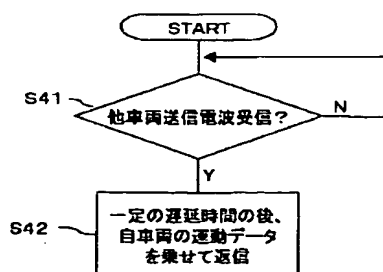 START
S41
他車両送信電波受信？
N
Y
S42
一定の遅延時間の後、
自車両の運動データ
を乗せて返信